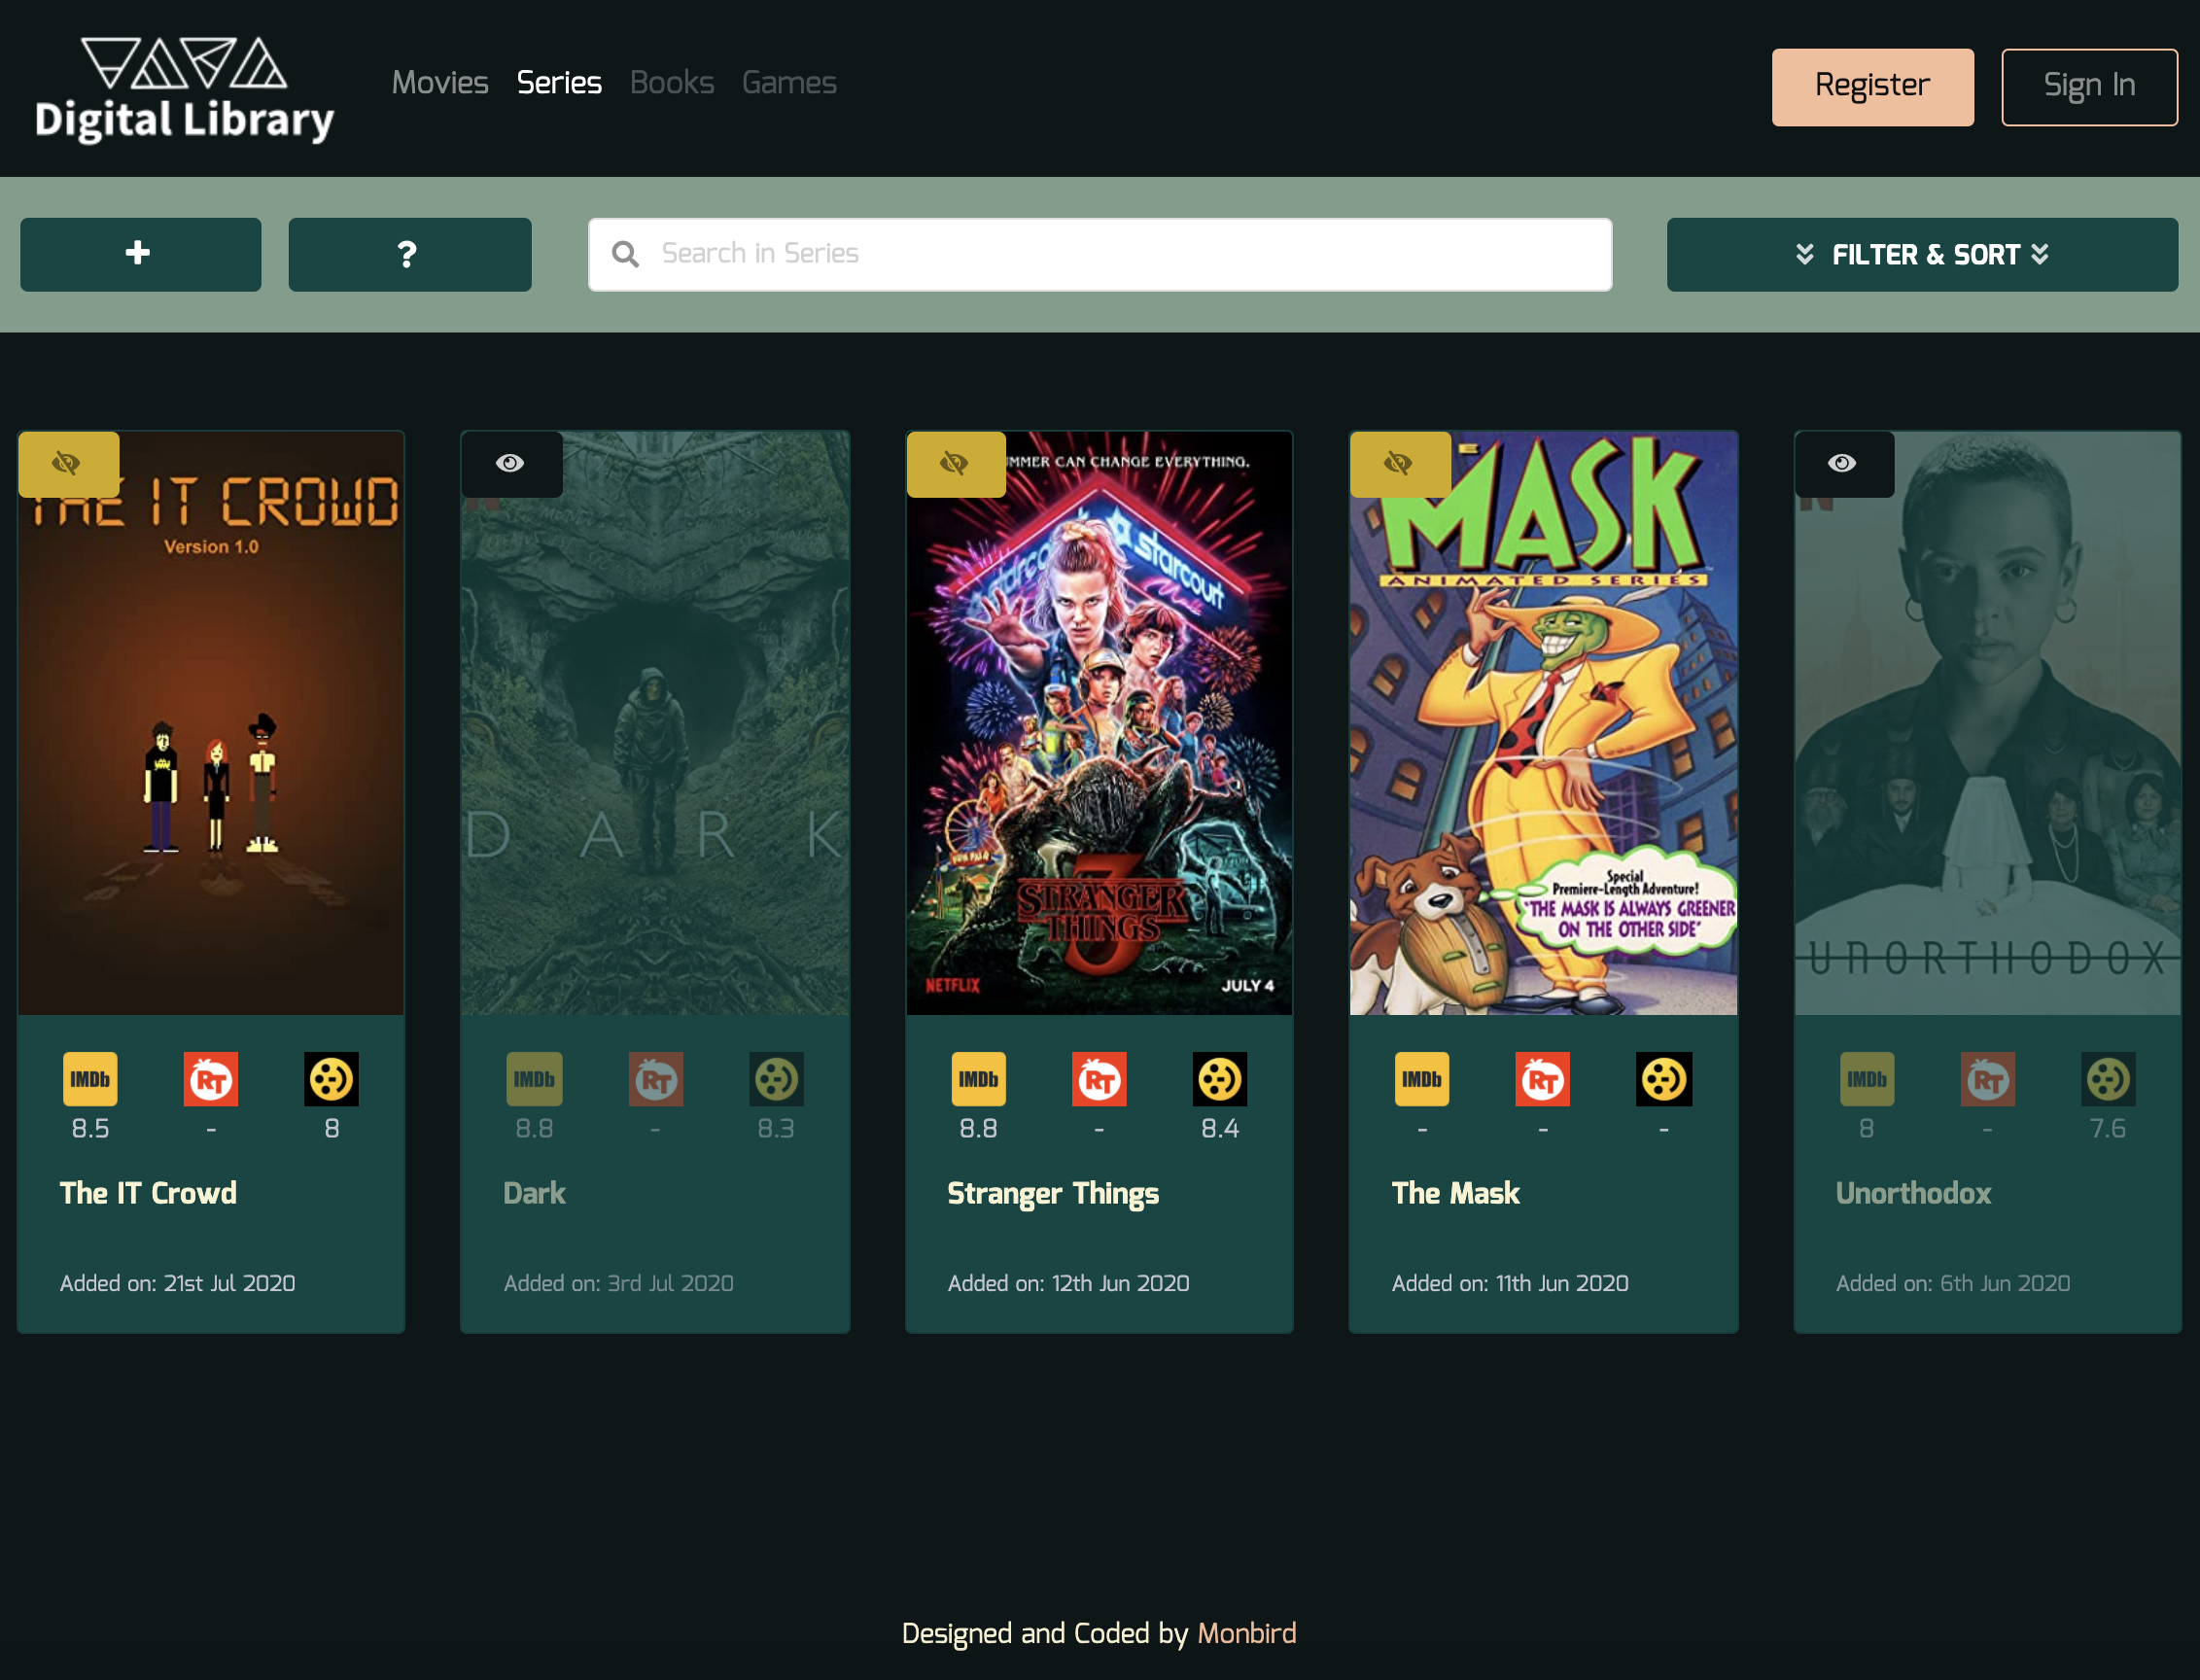 Digital Library
Movies Series Books Games
Register
Sign In
+
?
Search in Series
FILTER & SORT
THE IT CROWD
Version 1.0
DARK
MMER CAN CHANGE EVERYTHING.
starcourt
STRANGER
THINGS
3
NETFLIX
JULY 4
MASK
ANIMATED SERIES
Special
Premiere-Length Adventure!
"THE MASK IS ALWAYS GREENER
ON THE OTHER SIDE"
UNORTHODOX
IMDb RT
8.5 - 8
The IT Crowd
Added on: 21st Jul 2020
IMDb RT
8.8 - 8.3
Dark
Added on: 3rd Jul 2020
IMDb RT
8.8 - 8.4
Stranger Things
Added on: 12th Jun 2020
IMDb RT
- - -
The Mask
Added on: 11th Jun 2020
IMDb RT
8 - 7.6
Unorthodox
Added on: 6th Jun 2020
Designed and Coded by Monbird